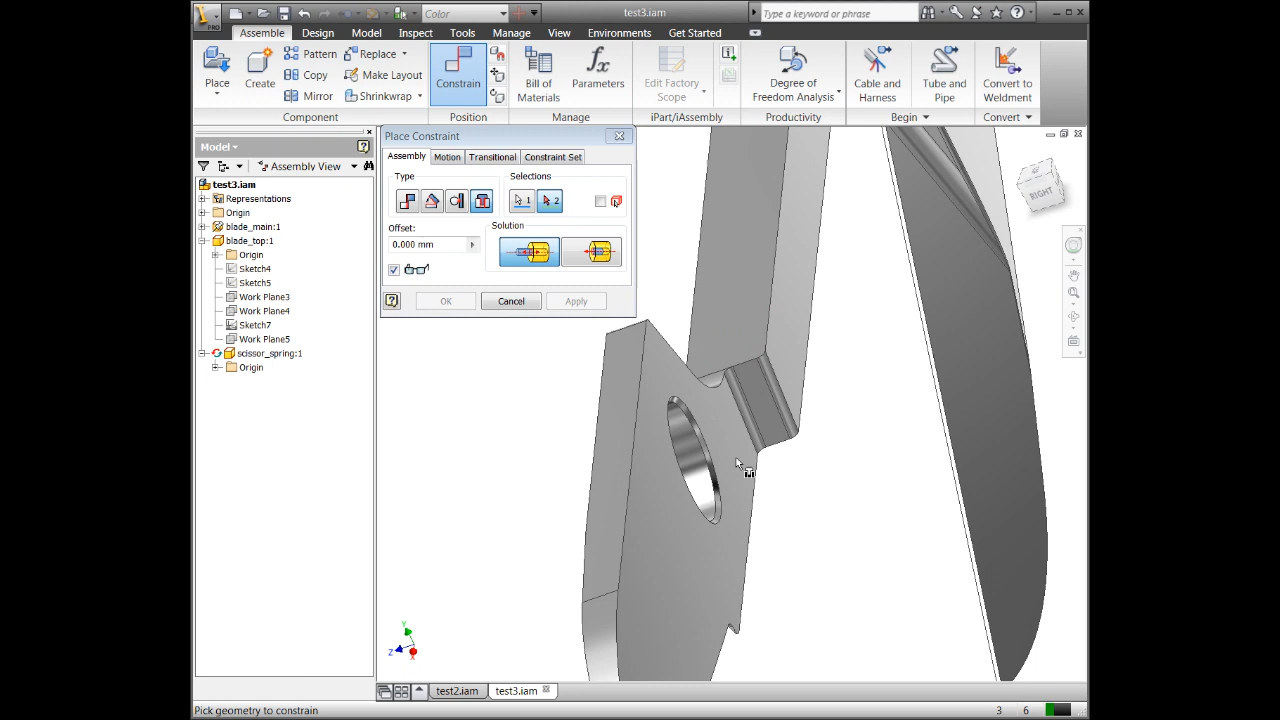 PRO
Color
test3.iam
Type a keyword or phrase
Assemble Design Model Inspect Tools Manage View Environments Get Started
Place
Create
Pattern
Copy
Mirror
Replace
Make Layout
Shrinkwrap
Constrain
Bill of
Materials
Parameters
Edit Factory
Scope
Degree of
Freedom Analysis
Cable and
Harness
Tube and
Pipe
Convert to
Weldment
Component Position Manage iPart/iAssembly Productivity Begin Convert
Model
Assembly View
test3.iam
Representations
Origin
blade_main:1
blade_top:1
Origin
Sketch4
Sketch5
Work Plane3
Work Plane4
Sketch7
Work Plane5
scissor_spring:1
Origin
Place Constraint
Assembly Motion Transitional Constraint Set
Type
Selections
1
2
Offset:
0.000 mm
Solution
OK
Cancel
Apply
RIGHT
Y
Z
X
test2.iam
test3.iam
Pick geometry to constrain
3
6